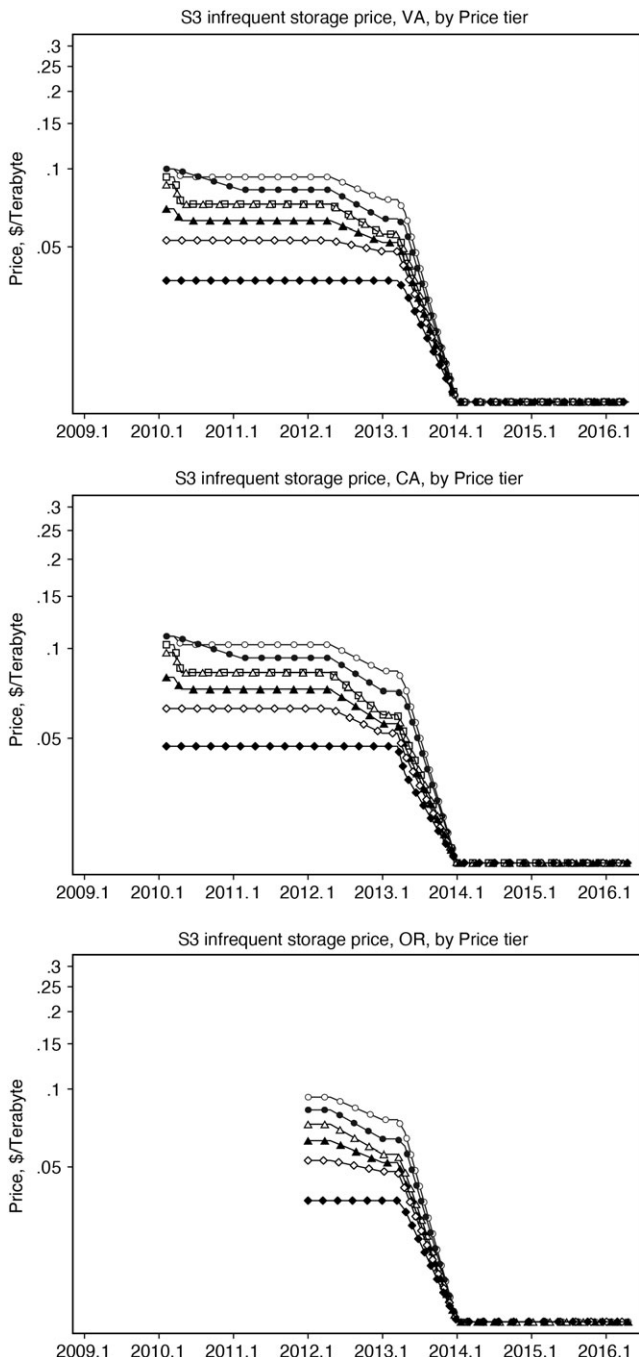 S3 infrequent storage price, VA, by Price tier
.3
.25
.2
.15
.1
.05
Price, $/Terabyte
2009.1 2010.1 2011.1 2012.1 2013.1 2014.1 2015.1 2016.1
S3 infrequent storage price, CA, by Price tier
.3
.25
.2
.15
.1
.05
Price, $/Terabyte
2009.1 2010.1 2011.1 2012.1 2013.1 2014.1 2015.1 2016.1
S3 infrequent storage price, OR, by Price tier
.3
.25
.2
.15
.1
.05
Price, $/Terabyte
2009.1 2010.1 2011.1 2012.1 2013.1 2014.1 2015.1 2016.1